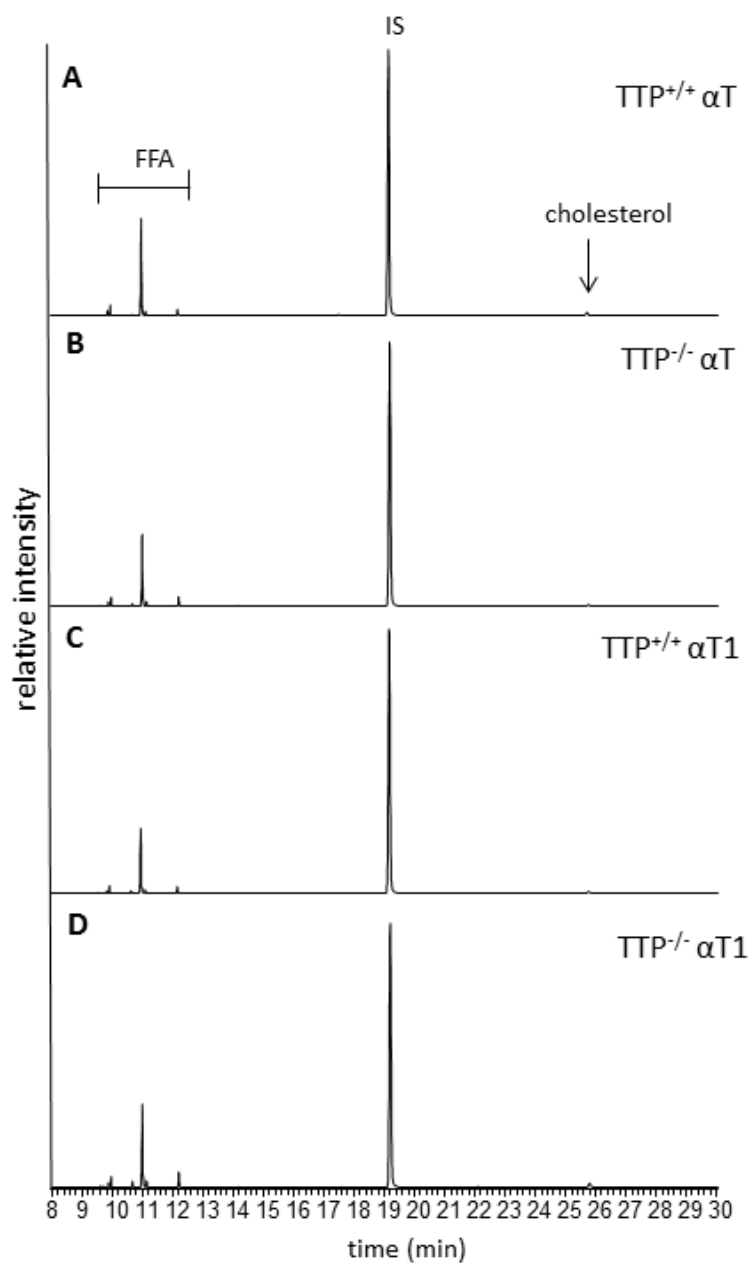 IS
A
TTP+/+ αT
FFA
cholesterol
B
TTP-/- αT
relative intensity
C
TTP+/+ αT1
D
TTP-/- αT1
8 9 10 11 12 13 14 15 16 17 18 19 20 21 22 23 24 25 26 27 28 29 30
time (min)